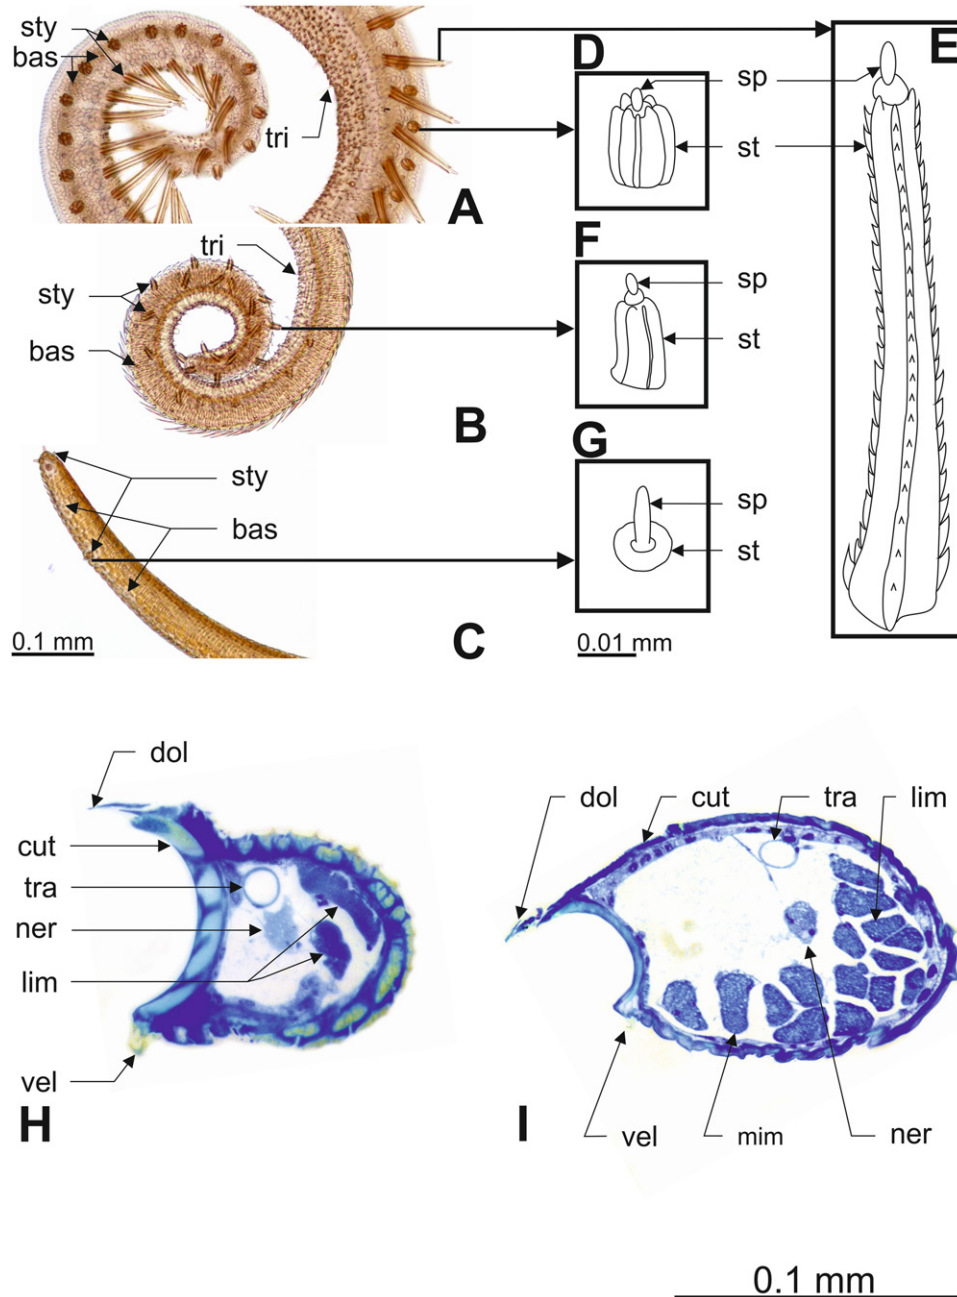 sty
bas
tri
A
D
sp
st
E
tri
sty
bas
B
F
sp
st
sty
bas
C
0.1 mm
G
sp
st
0.01 mm
dol
cut
tra
ner
lim
vel
H
dol
cut
tra
lim
vel
mim
ner
I
0.1 mm